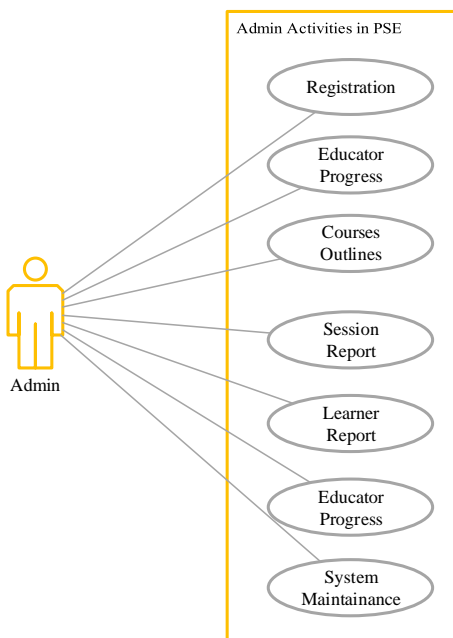 Admin Activities in PSE
Registration
Educator
Progress
Courses
Outlines
Session
Report
Admin
Learner
Report
Educator
Progress
System
Maintainance